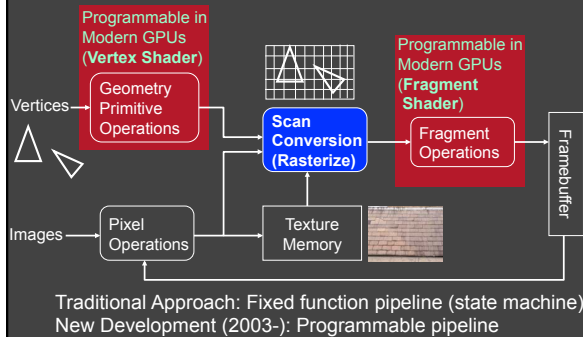 Programmable in
Modern GPUs
(Vertex Shader)
Programmable in
Modern GPUs
(Fragment
Shader)
Vertices
Geometry
Primitive
Operations
Scan
Conversion
(Rasterize)
Fragment
Operations
Framebuffer
Images
Pixel
Operations
Texture
Memory
Traditional Approach: Fixed function pipeline (state machine)
New Development (2003-): Programmable pipeline